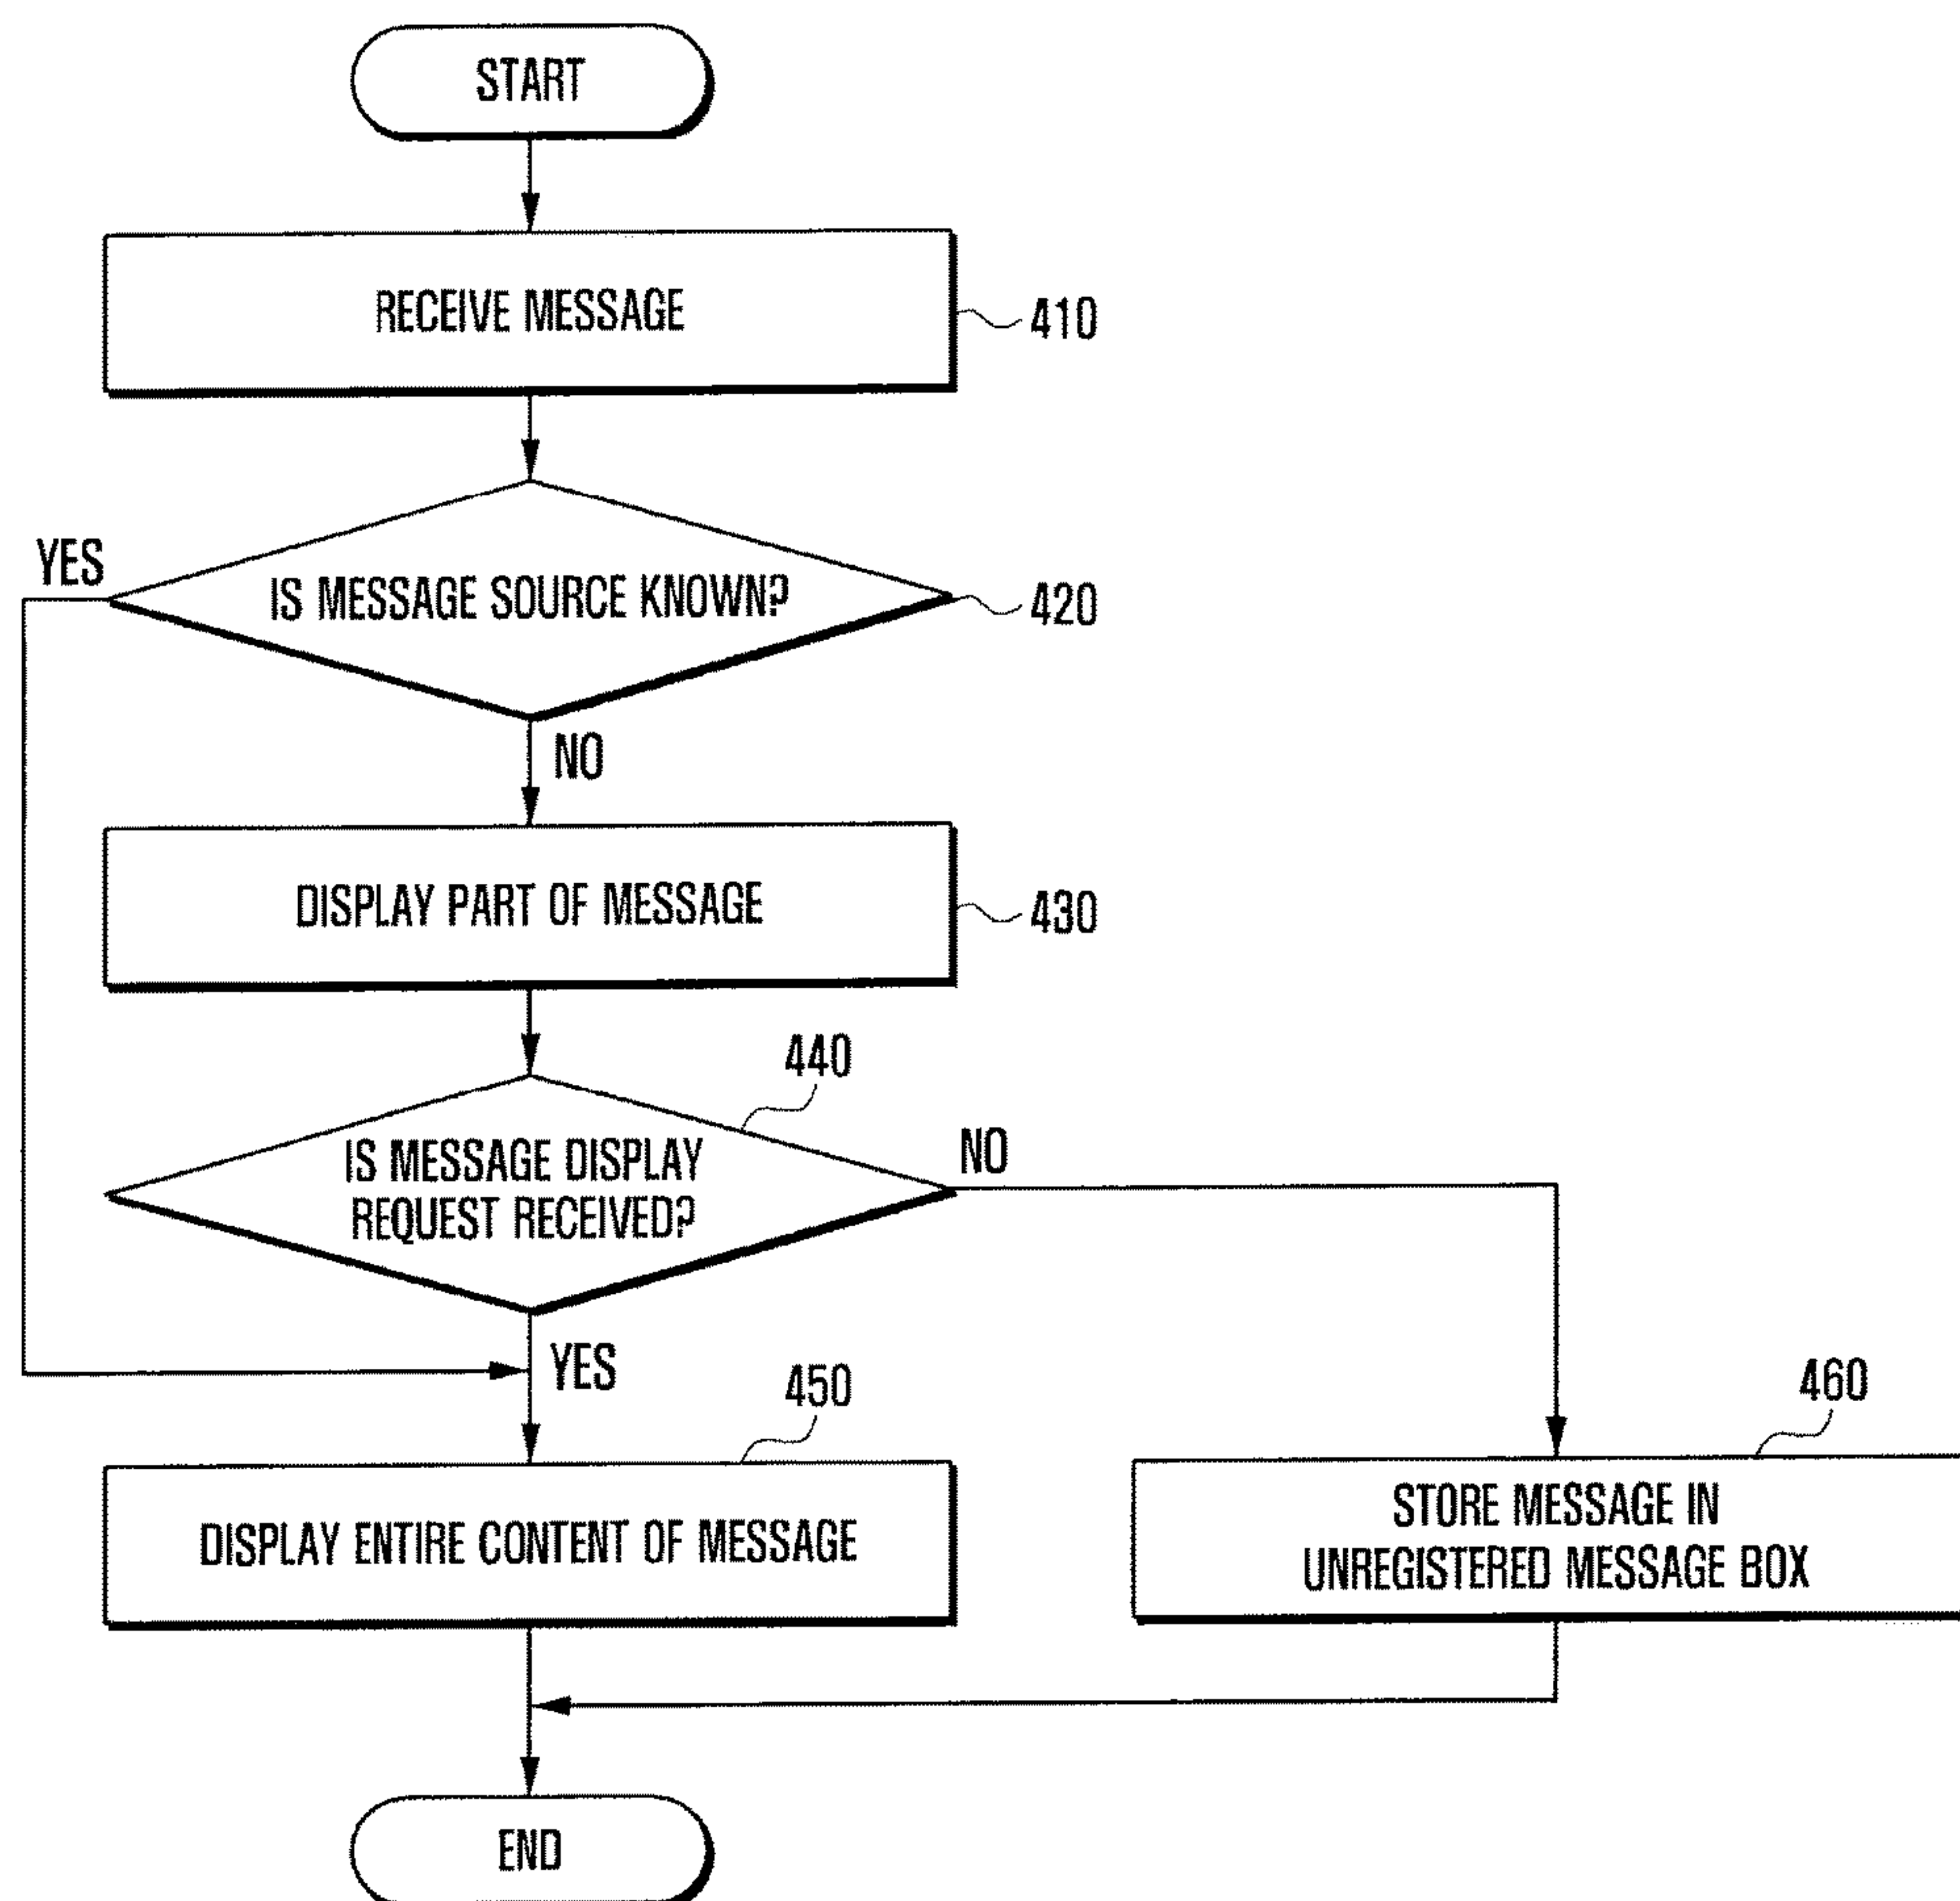 START
RECEIVE MESSAGE
410
YES
IS MESSAGE SOURCE KNOWN?
420
NO
DISPLAY PART OF MESSAGE
430
440
IS MESSAGE DISPLAY
REQUEST RECEIVED?
NO
YES
450
460
DISPLAY ENTIRE CONTENT OF MESSAGE
STORE MESSAGE IN
UNREGISTERED MESSAGE BOX
END